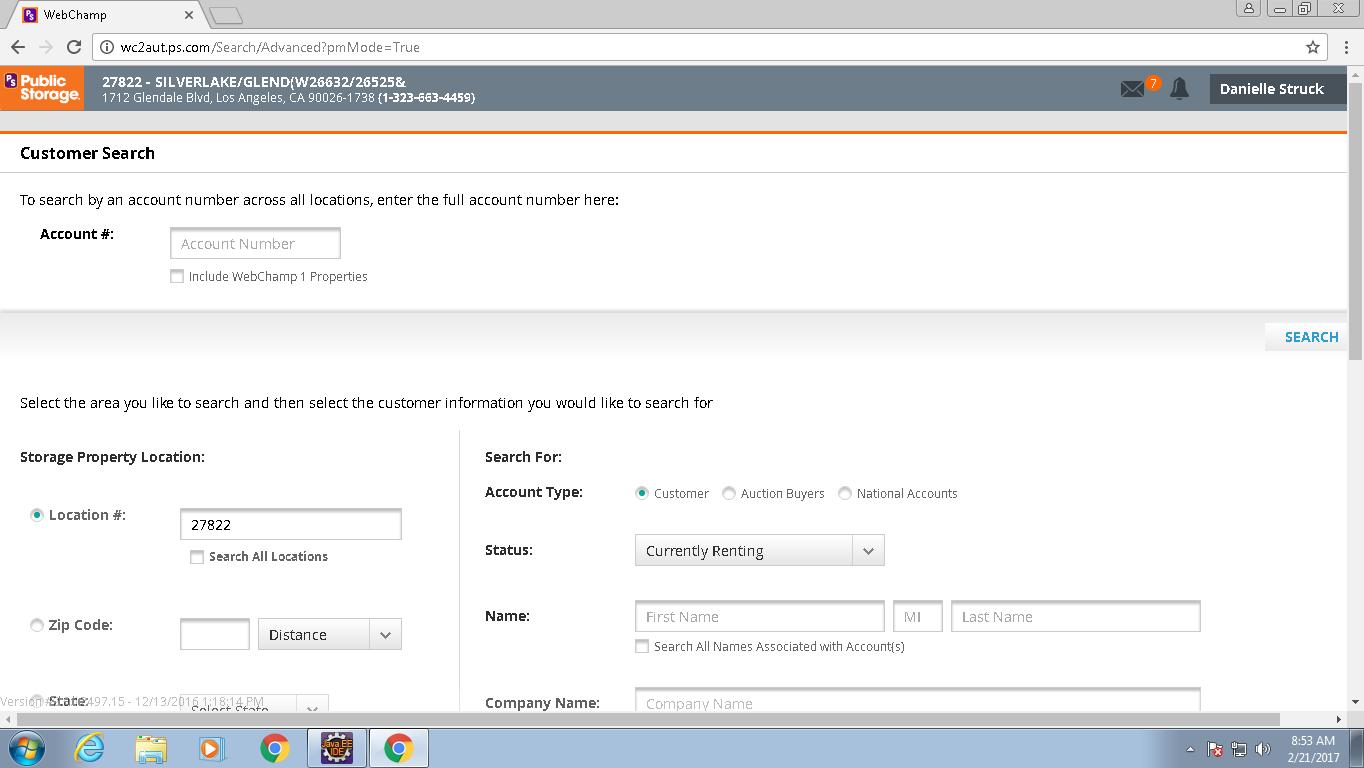 WebChamp
wc2aut.ps.com/Search/Advanced?pmMode=True
PS Public Storage.
27822 - SILVERLAKE/GLEND(W26632/26525&
1712 Glendale Blvd, Los Angeles, CA 90026-1738 (1-323-663-4459)
7
Danielle Struck
Customer Search
To search by an account number across all locations, enter the full account number here:
Account #:
Account Number
Include WebChamp 1 Properties
SEARCH
Select the area you like to search and then select the customer information you would like to search for
Storage Property Location:
Location #:
27822
Search All Locations
Zip Code:
Distance
State:
Select State
Search For:
Account Type:
Customer
Auction Buyers
National Accounts
Status:
Currently Renting
Name:
First Name
MI
Last Name
Search All Names Associated with Account(s)
Company Name:
Company Name
Version 497.15 - 12/13/2016 1:18:14 PM
Java EE
IDE
8:53 AM
2/21/2017